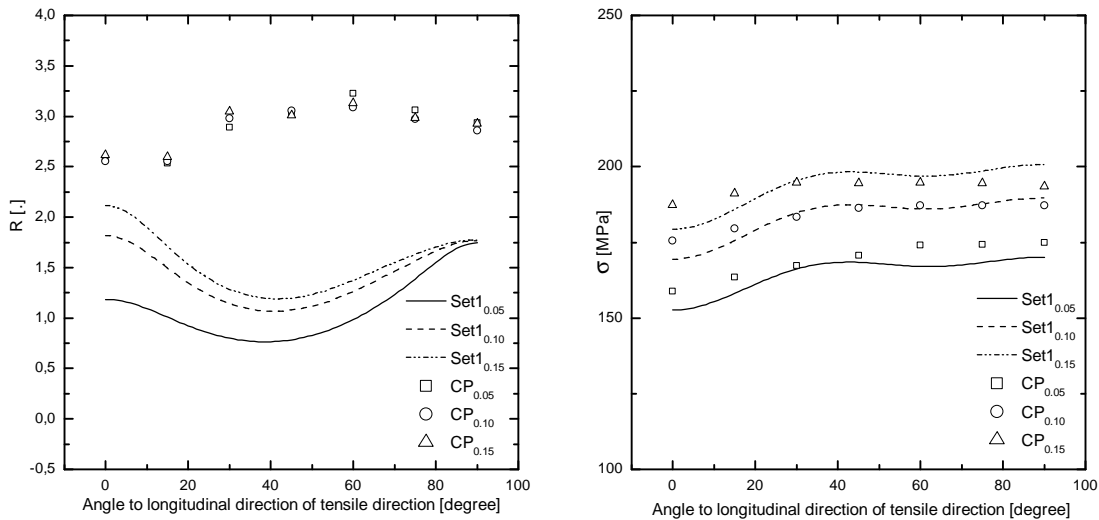 4,0
3,5
3,0
2,5
2,0
1,5
1,0
0,5
0,0
-0,5
R [.]
0 20 40 60 80 100
Angle to longitudinal direction of tensile direction [degree]
Set1 0.05
Set1 0.10
Set1 0.15
CP 0.05
CP 0.10
CP 0.15
250
200
150
100
σ [MPa]
0 20 40 60 80 100
Angle to longitudinal direction of tensile direction [degree]
Set1 0.05
Set1 0.10
Set1 0.15
CP 0.05
CP 0.10
CP 0.15